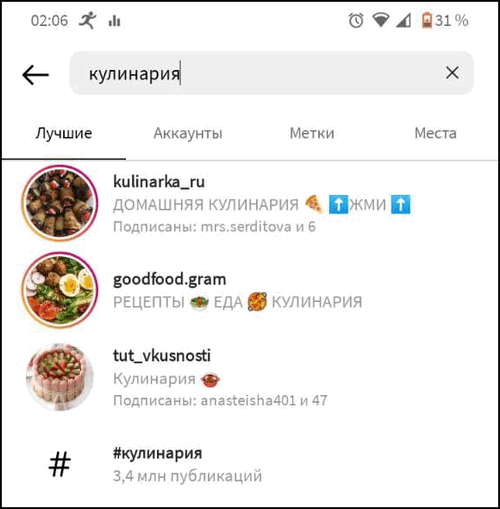 02:06 31 %
кулинария
Лучшие Аккаунты Метки Места
kulinarka_ru
ДОМАШНЯЯ КУЛИНАРИЯ 🍕 ⬆️ЖМИ ⬆️
Подписаны: mrs.serditova и 6
goodfood.gram
РЕЦЕПТЫ 🥗 ЕДА 🥘 КУЛИНАРИЯ
tut_vkusnosti
Кулинария 🍲
Подписаны: anasteisha401 и 47
# #кулинария
3,4 млн публикаций